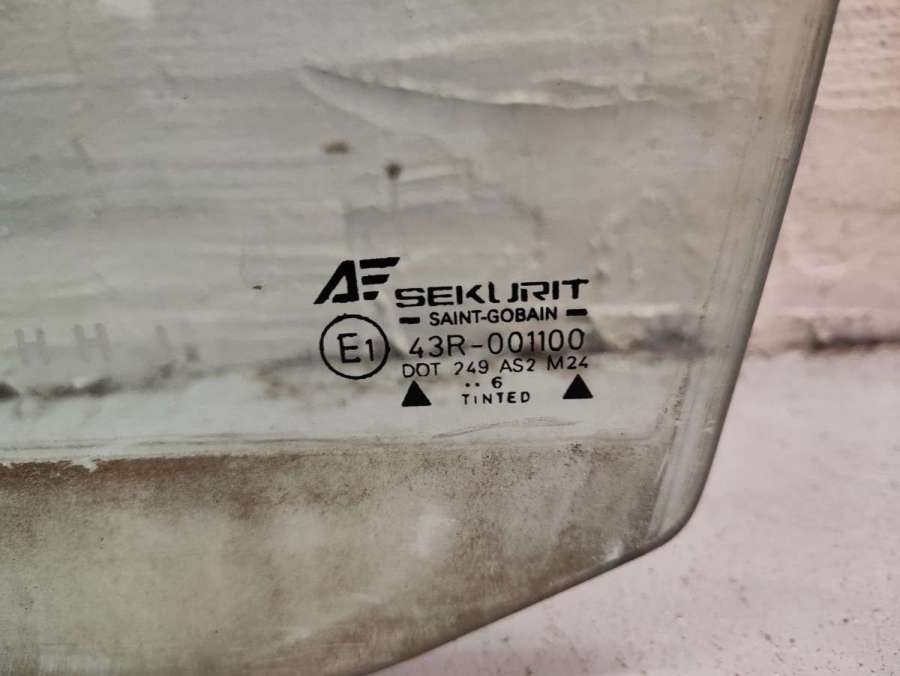 AF SEKURIT
SAINT-GOBAIN
E1 43R-001100
DOT 249 AS2 M24
.. 6
TINTED